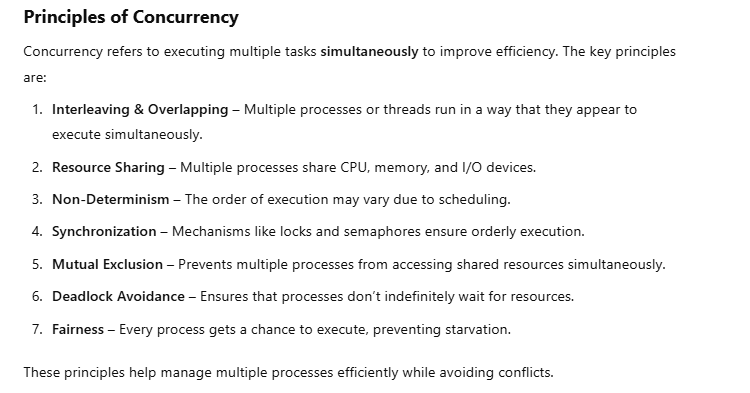 Principles of Concurrency
Concurrency refers to executing multiple tasks simultaneously to improve efficiency. The key principles
are:
1. Interleaving & Overlapping – Multiple processes or threads run in a way that they appear to
execute simultaneously.
2. Resource Sharing – Multiple processes share CPU, memory, and I/O devices.
3. Non-Determinism – The order of execution may vary due to scheduling.
4. Synchronization – Mechanisms like locks and semaphores ensure orderly execution.
5. Mutual Exclusion – Prevents multiple processes from accessing shared resources simultaneously.
6. Deadlock Avoidance – Ensures that processes don’t indefinitely wait for resources.
7. Fairness – Every process gets a chance to execute, preventing starvation.
These principles help manage multiple processes efficiently while avoiding conflicts.